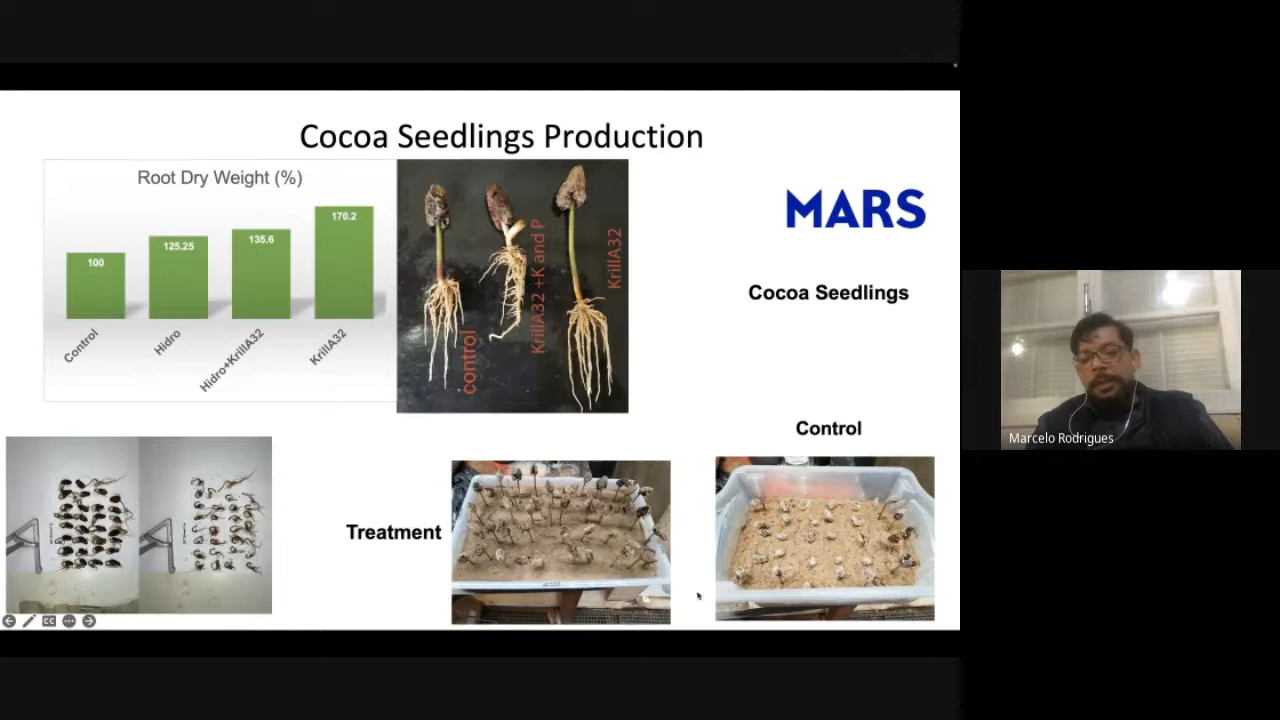 Cocoa Seedlings Production
Root Dry Weight (%)
100
125.25
135.6
170.2
Control
Hidro
Hidro+KrillA32
KrillA32
control
KrillA32 +K and P
KrillA32
MARS
Cocoa Seedlings
Control
Treatment
CC
Marcelo Rodrigues